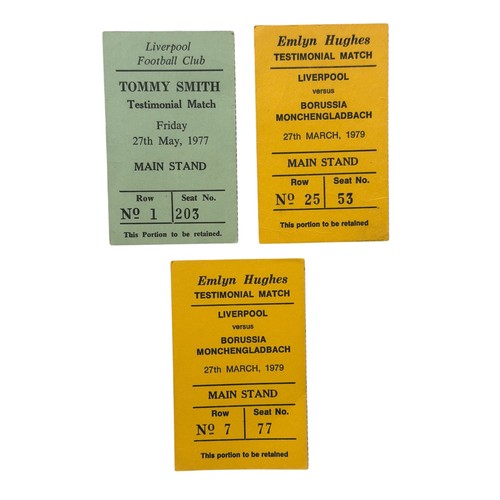 Liverpool
Football Club
TOMMY SMITH
Testimonial Match
Friday
27th May, 1977
MAIN STAND
Row Seat No.
Nº 1 203
This Portion to be retained.
Emlyn Hughes
TESTIMONIAL MATCH
LIVERPOOL
versus
BORUSSIA
MONCHENGLADBACH
27th MARCH, 1979
MAIN STAND
Row Seat No.
Nº 25 53
This portion to be retained
Emlyn Hughes
TESTIMONIAL MATCH
LIVERPOOL
versus
BORUSSIA
MONCHENGLADBACH
27th MARCH, 1979
MAIN STAND
Row Seat No.
Nº 7 77
This portion to be retained